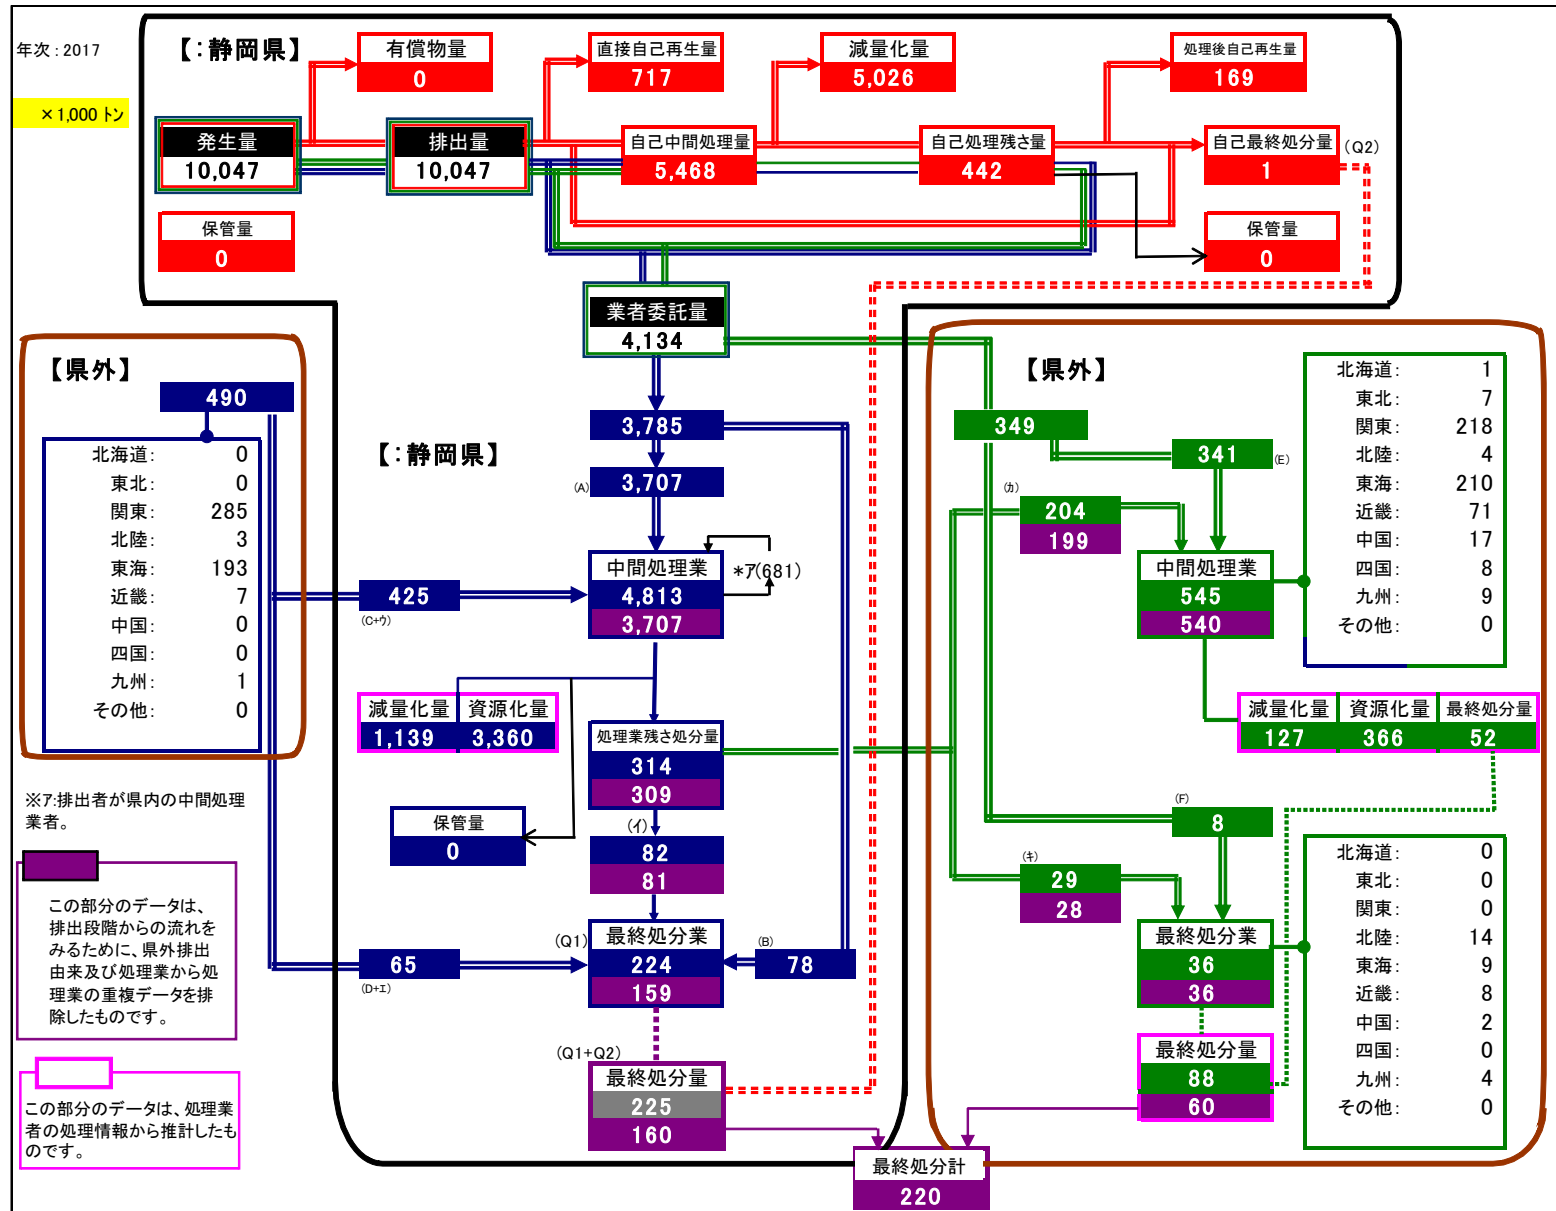 年次：2017
【：静岡県】
×1,000 トン
有償物量
0
直接自己再生量
717
減量化量
5,026
処理後自己再生量
169
発生量
10,047
排出量
10,047
自己中間処理量
5,468
自己処理残さ量
442
自己最終処分量
1
(Q2)
保管量
0
保管量
0
業者委託量
4,134
【県外】
490
北海道： 0
東北： 0
関東： 285
北陸： 3
東海： 193
近畿： 7
中国： 0
四国： 0
九州： 1
その他： 0
【：静岡県】
3,785
(A)
3,707
中間処理業
4,813
3,707
*ｱ(681)
425
(C+ｳ)
減量化量 資源化量
1,139 3,360
処理業残さ処分量
314
309
保管量
0
(ｲ)
82
81
(Q1)
最終処分業
224
159
(B)
78
65
(D+ｴ)
(Q1+Q2)
最終処分量
225
160
【県外】
349
341
(E)
(ｶ)
204
199
中間処理業
545
540
北海道： 1
東北： 7
関東： 218
北陸： 4
東海： 210
近畿： 71
中国： 17
四国： 8
九州： 9
その他： 0
減量化量 資源化量 最終処分量
127 366 52
(F)
8
(ｷ)
29
28
最終処分業
36
36
北海道： 0
東北： 0
関東： 0
北陸： 14
東海： 9
近畿： 8
中国： 2
四国： 0
九州： 4
その他： 0
最終処分量
88
60
最終処分計
220
※ｱ:排出者が県内の中間処理
業者。
この部分のデータは、
排出段階からの流れを
みるために、県外排出
由来及び処理業から処
理業の重複データを排
除したものです。
この部分のデータは、処理業
者の処理情報から推計したも
のです。